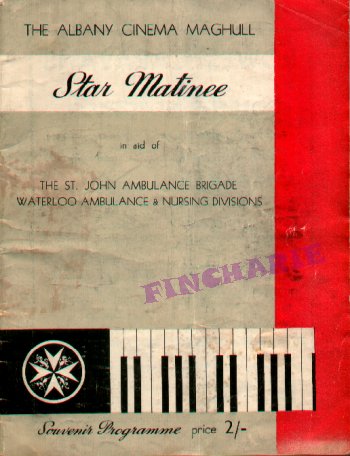 THE ALBANY CINEMA MAGHULL
Star Matinee
in aid of
THE ST. JOHN AMBULANCE BRIGADE
WATERLOO AMBULANCE & NURSING DIVISIONS
FINCHARIE
Souvenir Programme price 2/-